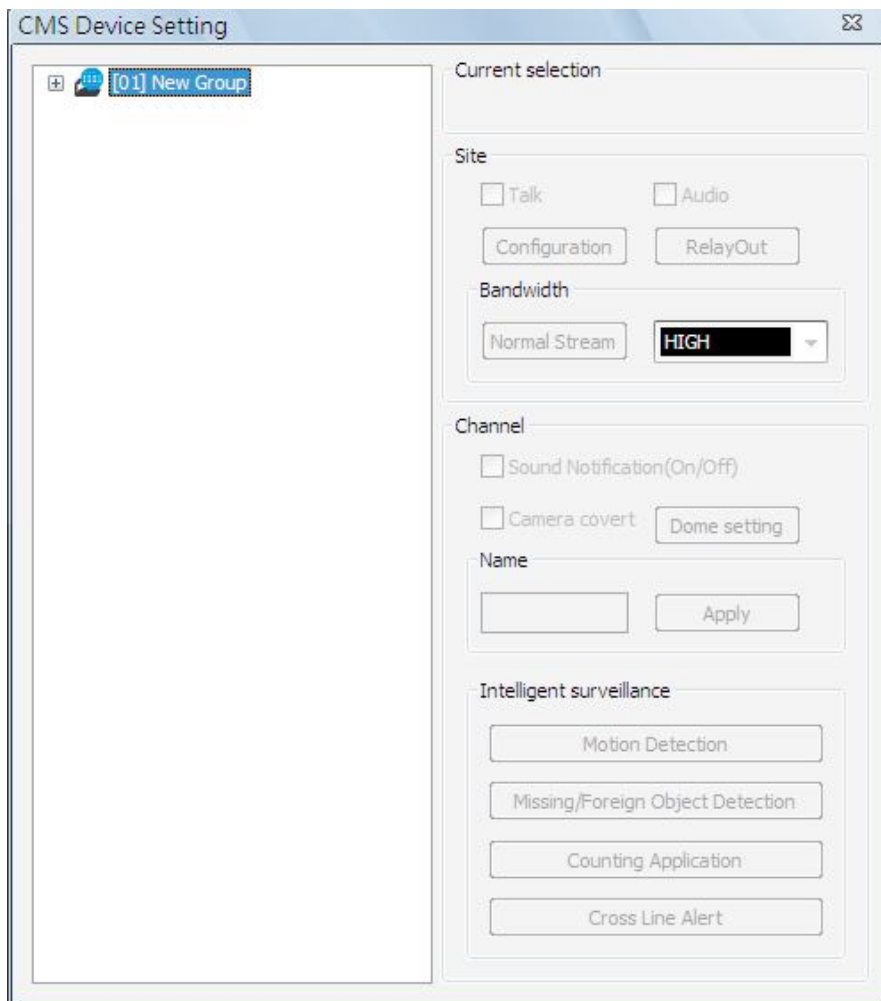 CMS Device Setting
[01] New Group
Current selection
Site
Talk Audio
Configuration RelayOut
Bandwidth
Normal Stream HIGH
Channel
Sound Notification(On/Off)
Camera covert Dome setting
Name
Apply
Intelligent surveillance
Motion Detection
Missing/Foreign Object Detection
Counting Application
Cross Line Alert